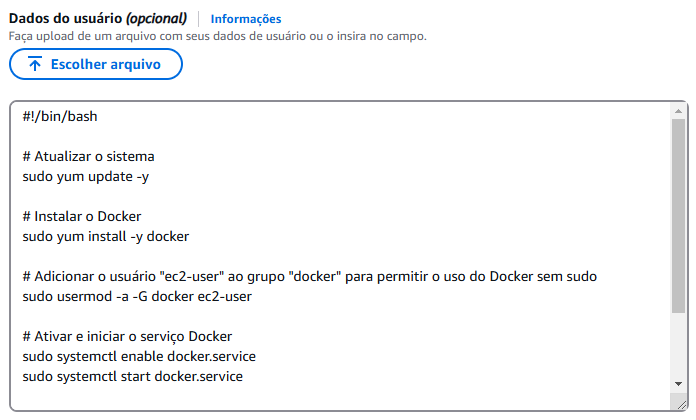 Dados do usuário (opcional) Informações
Faça upload de um arquivo com seus dados de usuário ou o insira no campo.
Escolher arquivo
#!/bin/bash
# Atualizar o sistema
sudo yum update -y
# Instalar o Docker
sudo yum install -y docker
# Adicionar o usuário "ec2-user" ao grupo "docker" para permitir o uso do Docker sem sudo
sudo usermod -a -G docker ec2-user
# Ativar e iniciar o serviço Docker
sudo systemctl enable docker.service
sudo systemctl start docker.service